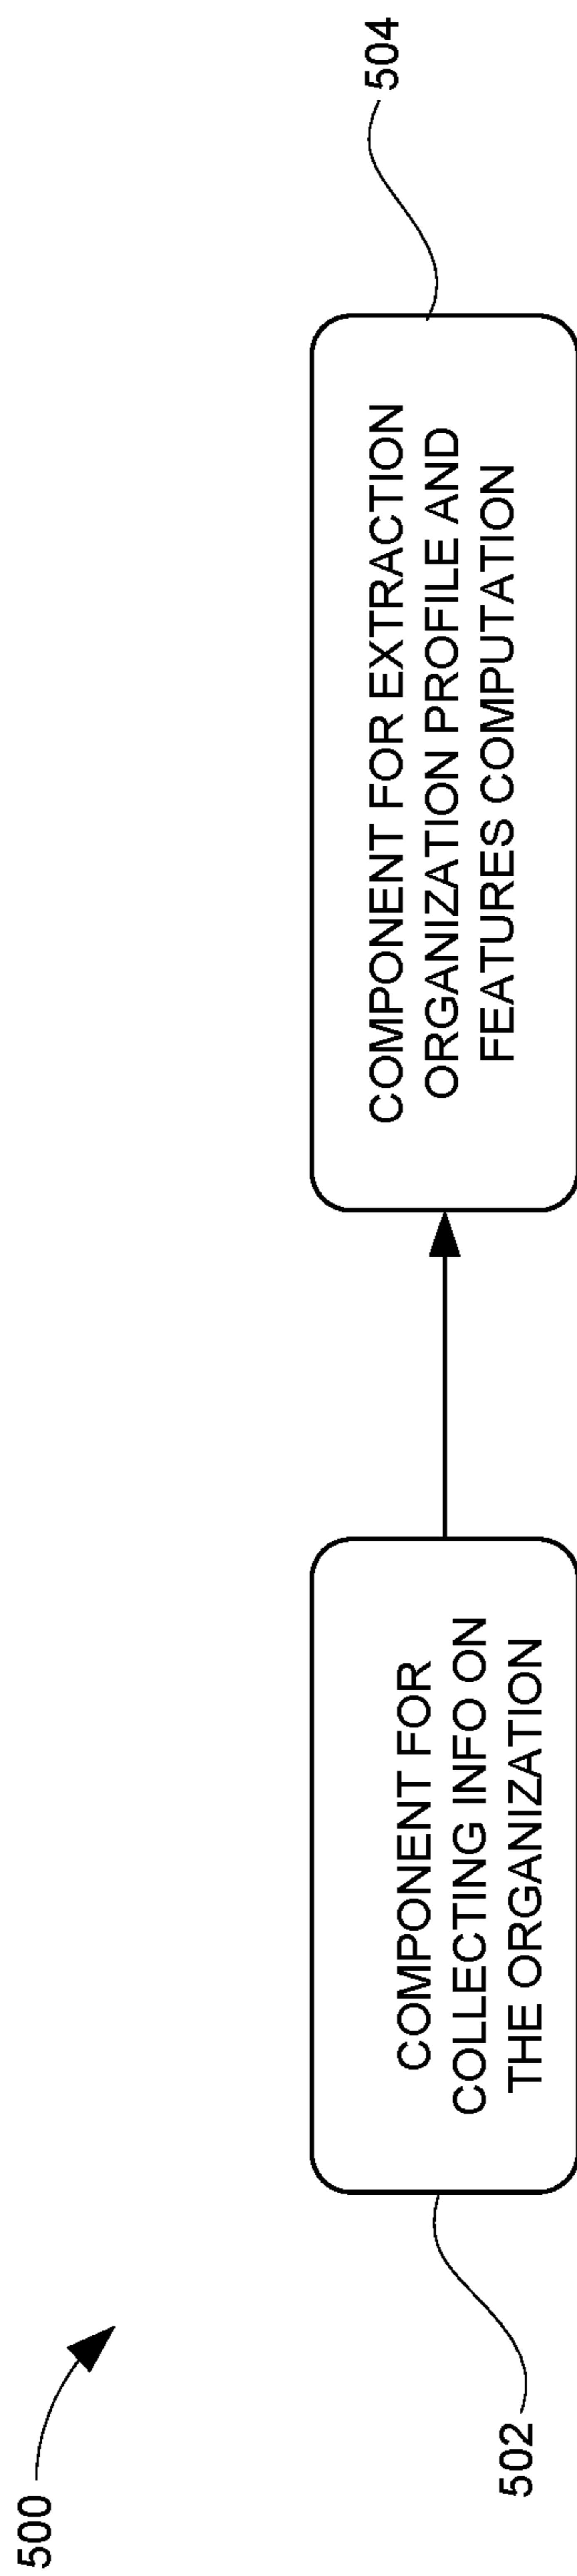 500
502
COMPONENT FOR
COLLECTING INFO ON
THE ORGANIZATION
COMPONENT FOR EXTRACTION
ORGANIZATION PROFILE AND
FEATURES COMPUTATION
504